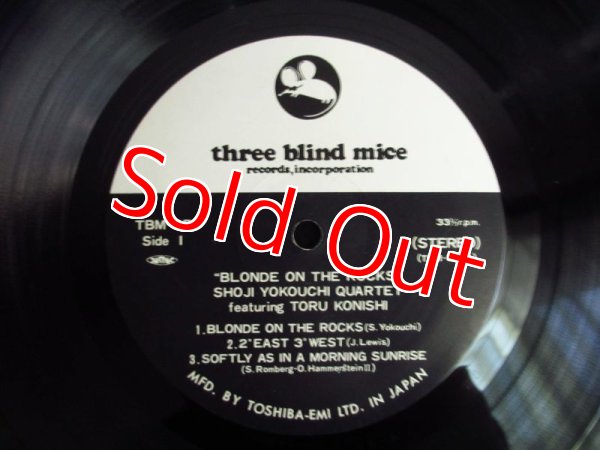 three blind mice
records, incorporation
Sold Out
TBM
33⅓r.p.m.
Side I
(STEREO)
"BLONDE ON THE ROCKS
SHOJI YOKOUCHI QUARTET
featuring TORU KONISHI
1.BLONDE ON THE ROCKS (S. Yokouchi)
2.2"EAST 3"WEST (J. Lewis)
3.SOFTLY AS IN A MORNING SUNRISE
(S. Romberg-O. Hammerstein II.)
MFD. BY TOSHIBA-EMI LTD. IN JAPAN